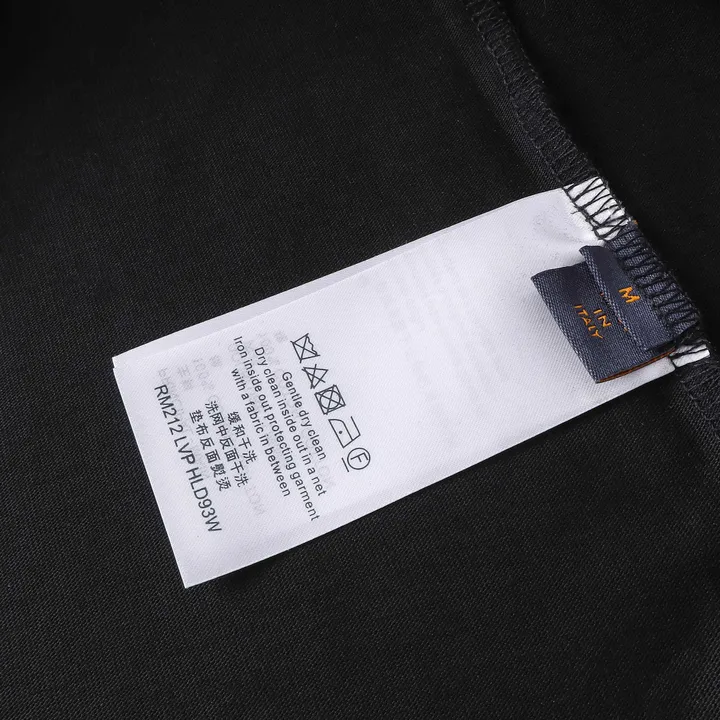 Gentle dry clean
Dry clean inside out in a net
Iron inside out protecting garment
with a fabric in between
缓和干洗
洗网中反面干洗
垫布反面熨烫
RM212 LVP HLD93W
M
IN
ITALY